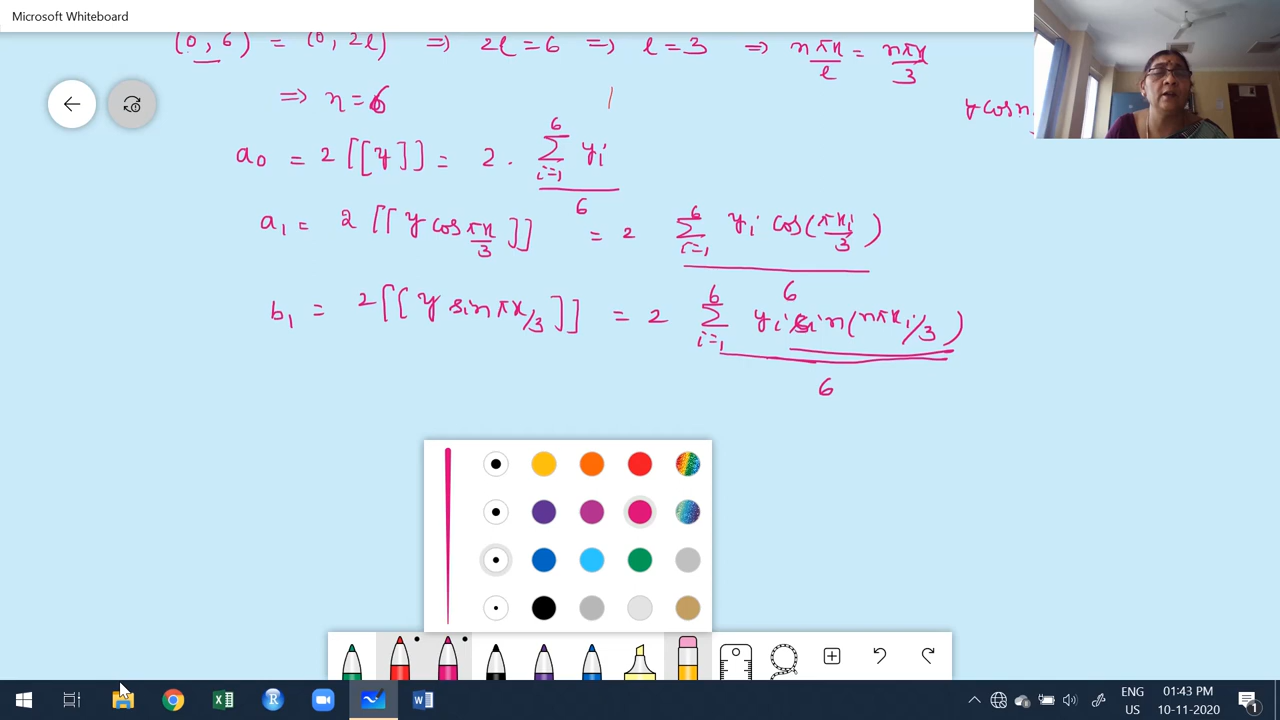 Microsoft Whiteboard
(0, 6) = (0, 2l) ⇒ 2l = 6 ⇒ l = 3 ⇒ nπx/l = nπx/3
⇒ n = 6
y cos
a0 = 2 [[y]] = 2 . Σ_{i=1}^{6} yi / 6
a1 = 2 [[y cos πx/3]] = 2 Σ_{i=1}^{6} yi cos(πxi/3) / 6
b1 = 2 [[y sin πx/3]] = 2 Σ_{i=1}^{6} yi sin(nπxi/3) / 6
ENG 01:43 PM
US 10-11-2020 1